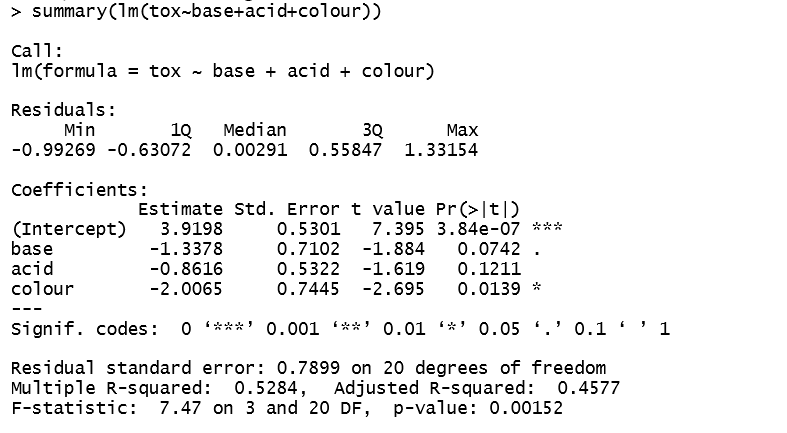 > summary(lm(tox~base+acid+colour))
Call:
lm(formula = tox ~ base + acid + colour)
Residuals:
     Min       1Q   Median       3Q      Max
-0.99269 -0.63072  0.00291  0.55847  1.33154
Coefficients:
            Estimate Std. Error t value Pr(>|t|)
(Intercept)   3.9198     0.5301   7.395 3.84e-07 ***
base         -1.3378     0.7102  -1.884   0.0742 .
acid         -0.8616     0.5322  -1.619   0.1211
colour       -2.0065     0.7445  -2.695   0.0139 *
---
Signif. codes:  0 ‘***’ 0.001 ‘**’ 0.01 ‘*’ 0.05 ‘.’ 0.1 ‘ ’ 1
Residual standard error: 0.7899 on 20 degrees of freedom
Multiple R-squared:  0.5284,  Adjusted R-squared:  0.4577
F-statistic:  7.47 on 3 and 20 DF,  p-value: 0.00152